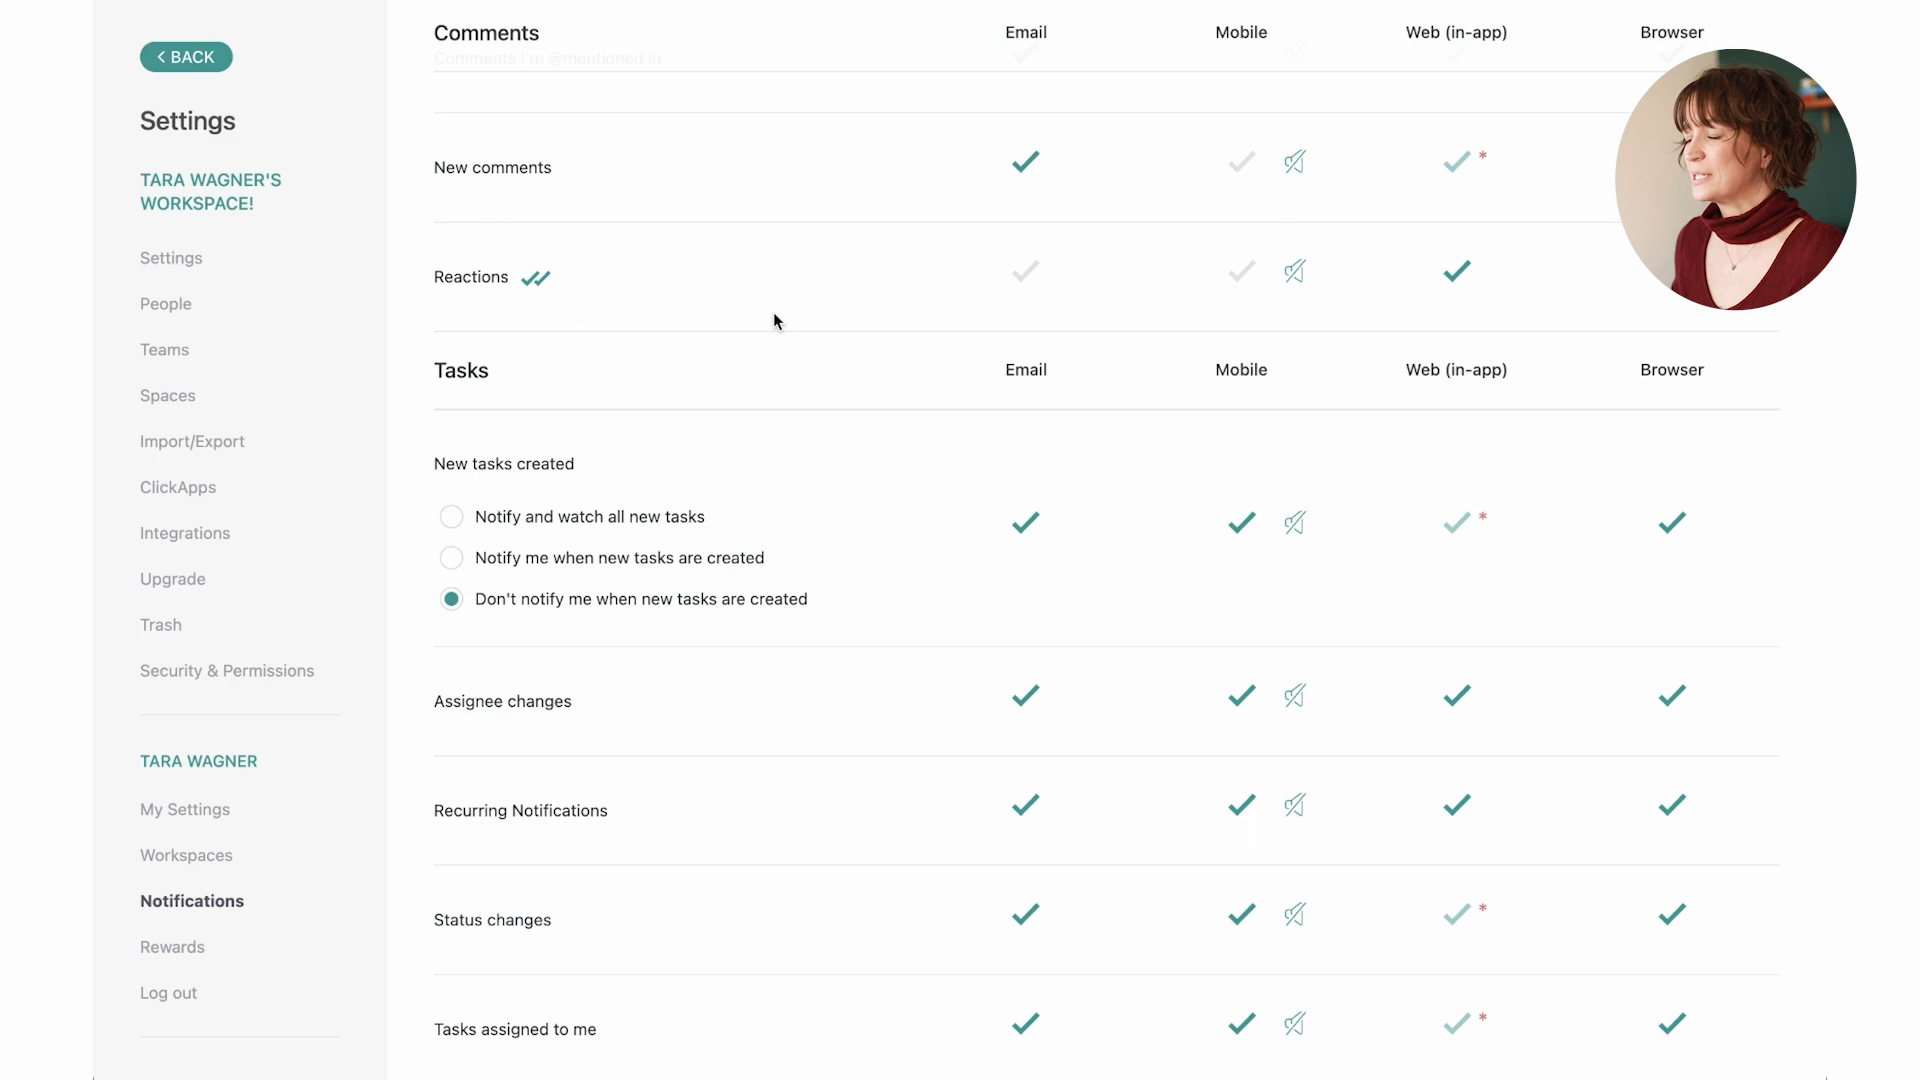 BACK
Settings
TARA WAGNER'S
WORKSPACE!
Settings
People
Teams
Spaces
Import/Export
ClickApps
Integrations
Upgrade
Trash
Security & Permissions
TARA WAGNER
My Settings
Workspaces
Notifications
Rewards
Log out
Comments Email Mobile Web (in-app) Browser
Comments I'm @mentioned in
New comments *
Reactions
Tasks Email Mobile Web (in-app) Browser
New tasks created
Notify and watch all new tasks *
Notify me when new tasks are created
Don't notify me when new tasks are created
Assignee changes
Recurring Notifications
Status changes *
Tasks assigned to me *